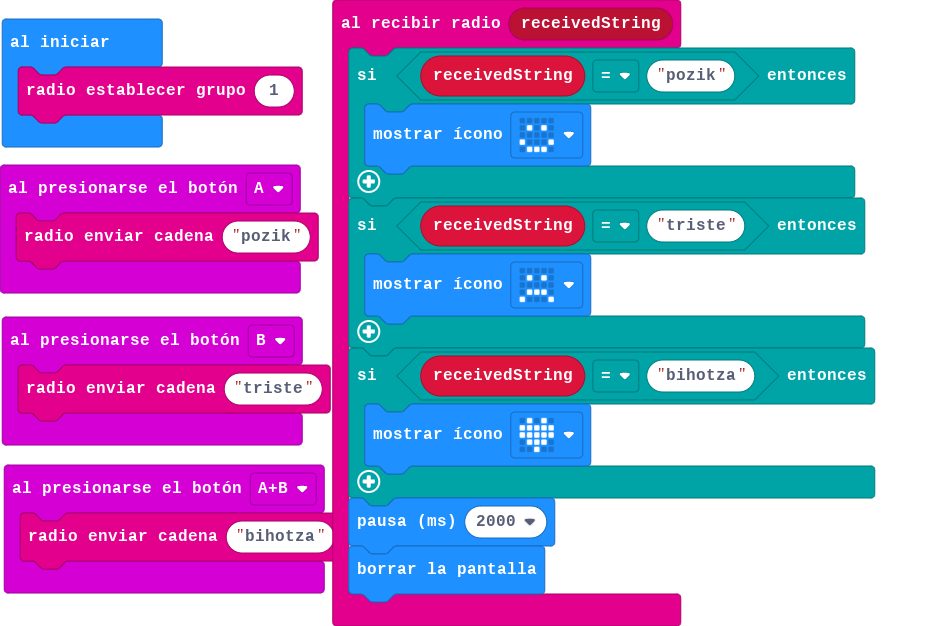 al iniciar
radio establecer grupo 1
al presionarse el botón A
radio enviar cadena "pozik"
al presionarse el botón B
radio enviar cadena "triste"
al presionarse el botón A+B
radio enviar cadena "bihotza"
al recibir radio receivedString
si receivedString = "pozik" entonces
mostrar ícono
si receivedString = "triste" entonces
mostrar ícono
si receivedString = "bihotza" entonces
mostrar ícono
pausa (ms) 2000
borrar la pantalla